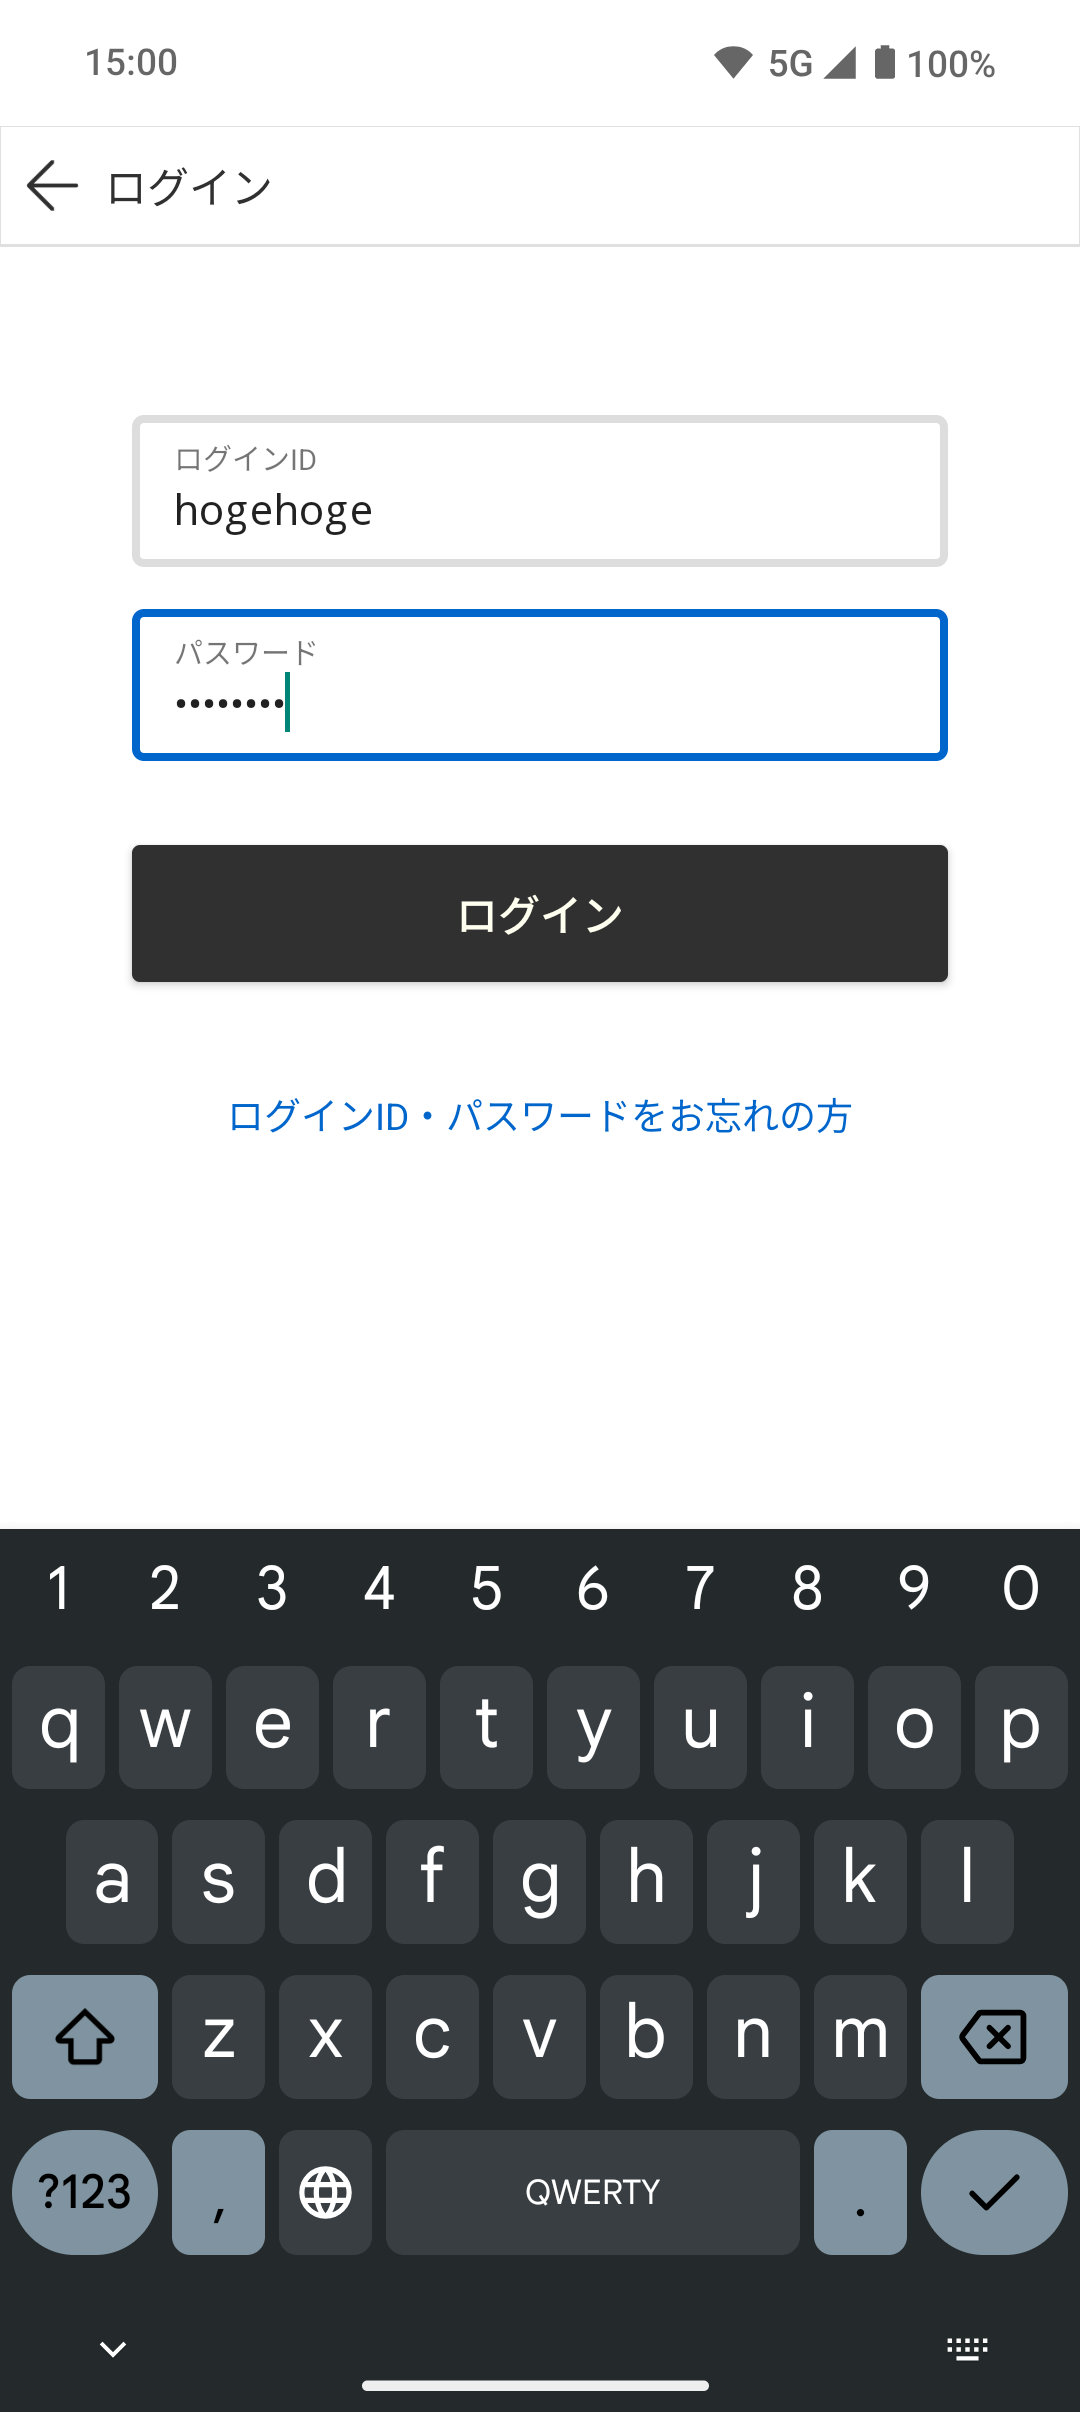 15:00 5G 100%
ログイン
ログインID
hogehoge
パスワード
••••••••
ログイン
ログインID・パスワードをお忘れの方
1 2 3 4 5 6 7 8 9 0
q w e r t y u i o p
a s d f g h j k l
z x c v b n m
?123 , QWERTY .